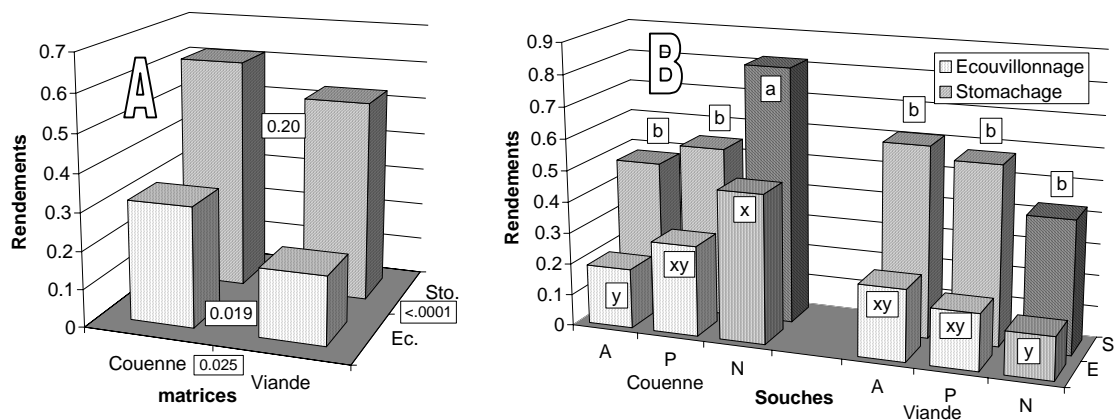 A
0.7
0.6
0.5
0.4
0.3
0.2
0.1
0
Rendements
0.20
0.019
Sto.
<.0001
Ec.
Couenne
0.025
Viande
matrices
B
0.9
0.8
0.7
0.6
0.5
0.4
0.3
0.2
0.1
0
Rendements
Ecouvillonnage
Stomachage
b
b
a
b
b
b
y
xy
x
xy
xy
y
S
E
A
P
N
A
P
N
Couenne
Souches
Viande